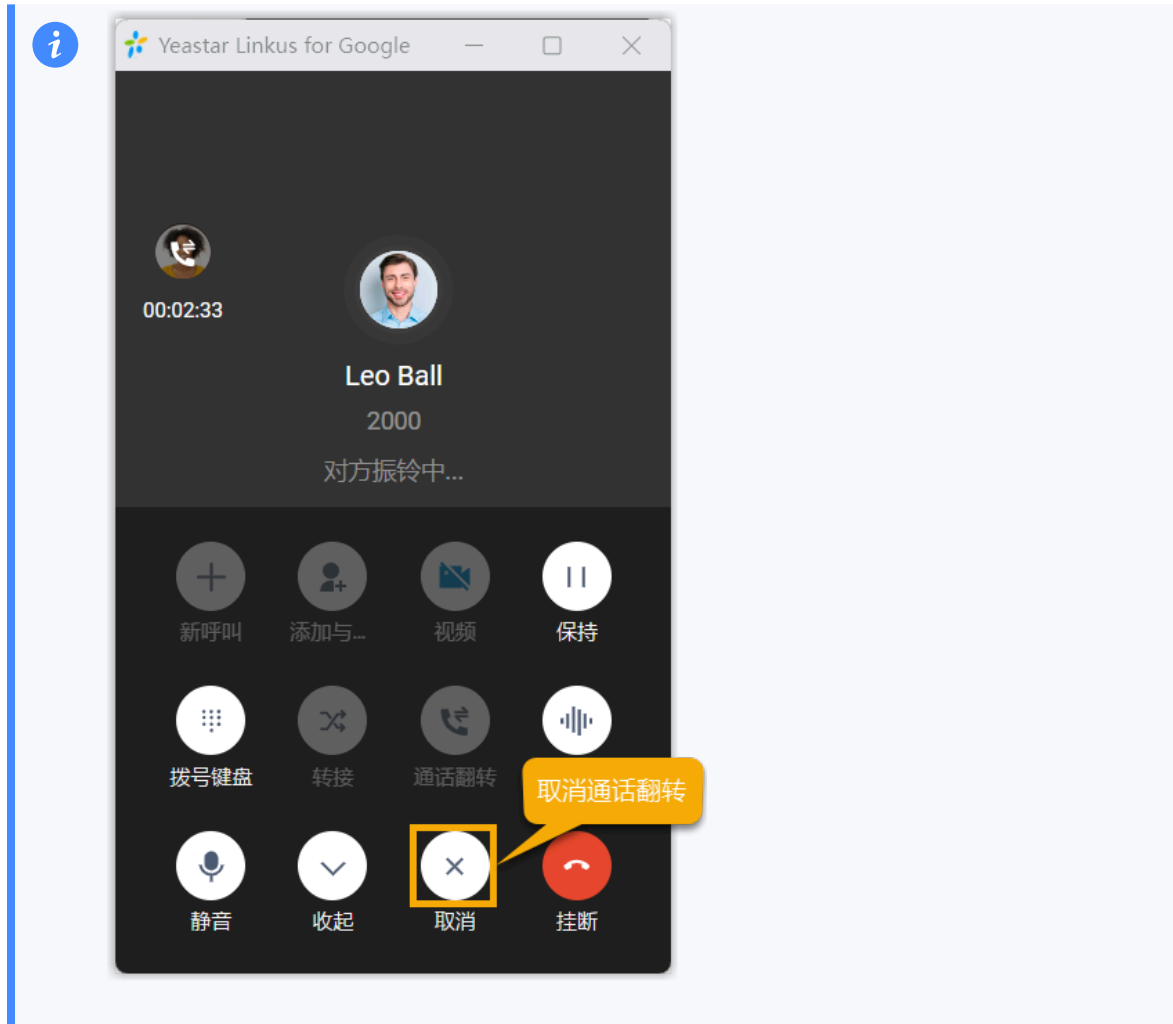 Yeastar Linkus for Google
00:02:33
Leo Ball
2000
对方振铃中...
新呼叫 添加与... 视频 保持
拨号键盘 转接 通话翻转
取消通话翻转
静音 收起 取消 挂断